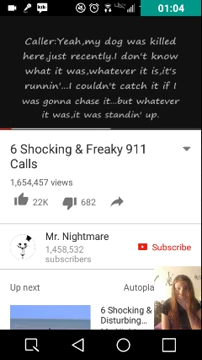 01:04
Caller:Yeah,my dog was killed
here,just recently.I don't know
what it was,whatever it is,it's
runnin'...I couldn't catch it if I
was gonna chase it...but whatever
it was,it was standin' up.
6 Shocking & Freaky 911
Calls
1,654,457 views
22K
682
Mr. Nightmare
1,458,532
subscribers
Subscribe
Up next
Autopla
6 Shocking &
Disturbing...